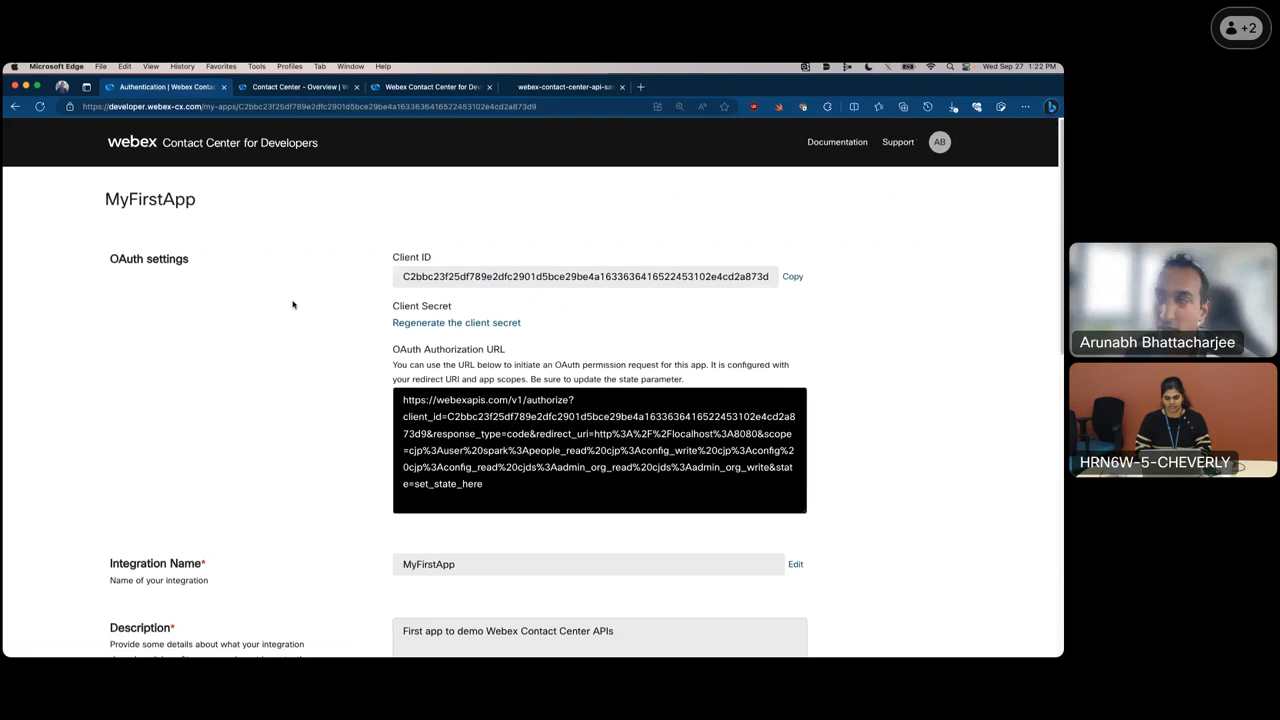 +2
Microsoft Edge File Edit View History Favorites Tools Profiles Tab Window Help Wed Sep 27 1:22 PM
Authentication | Webex Contac Contact Center - Overview | W Webex Contact Center for Dev webex-contact-center-api-sam
https://developer.webex-cx.com/my-apps/C2bbc23f25df789e2dfc2901d5bce29be4a1633636416522453102e4cd2a873d9
webex Contact Center for Developers Documentation Support AB
MyFirstApp
OAuth settings
Client ID
C2bbc23f25df789e2dfc2901d5bce29be4a1633636416522453102e4cd2a873d Copy
Client Secret
Regenerate the client secret
OAuth Authorization URL
You can use the URL below to initiate an OAuth permission request for this app. It is configured with
your redirect URI and app scopes. Be sure to update the state parameter.
https://webexapis.com/v1/authorize?
client_id=C2bbc23f25df789e2dfc2901d5bce29be4a1633636416522453102e4cd2a8
73d9&response_type=code&redirect_uri=http%3A%2F%2Flocalhost%3A8080&scope
=cjp%3Auser%20spark%3Apeople_read%20cjp%3Aconfig_write%20cjp%3Aconfig%2
0cjp%3Aconfig_read%20cjds%3Aadmin_org_read%20cjds%3Aadmin_org_write&stat
e=set_state_here
Integration Name*
MyFirstApp Edit
Name of your integration
Description*
First app to demo Webex Contact Center APIs
Provide some details about what your integration
Arunabh Bhattacharjee
HRN6W-5-CHEVERLY